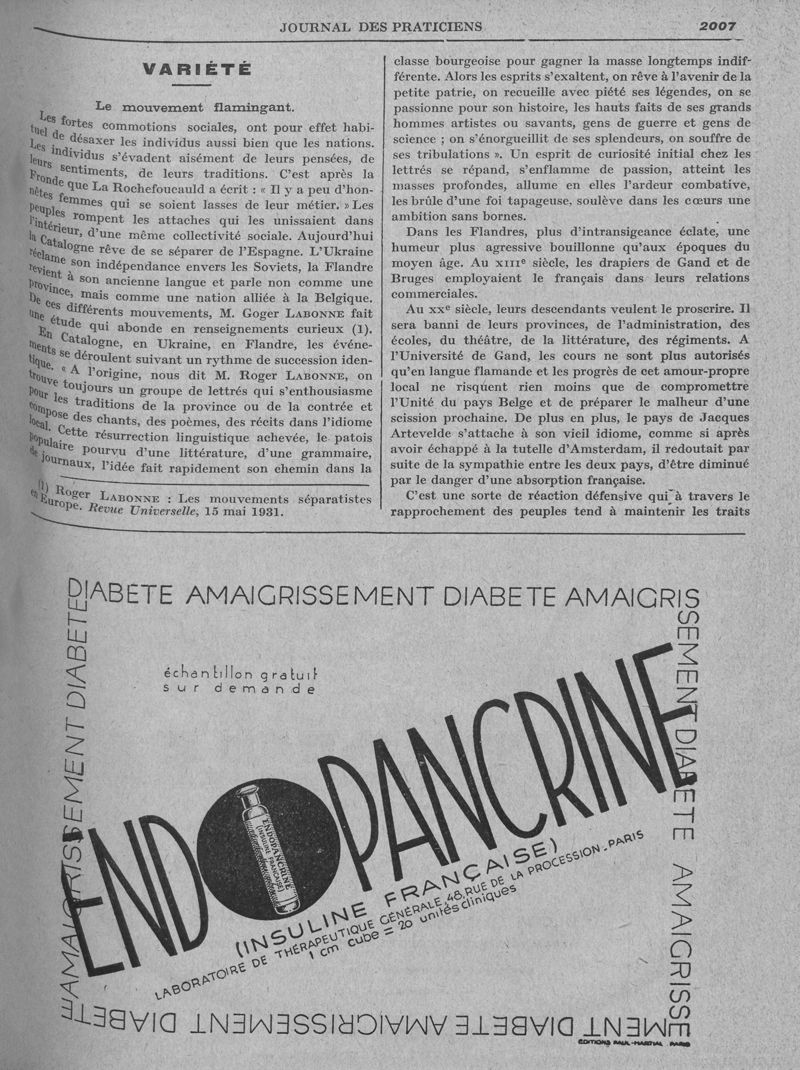 JOURNAL DES PRATICIENS 2007
VARIÉTÉ
Le mouvement flamingant.
Les fortes commotions sociales, ont pour effet habi-
tuel de désaxer les individus aussi bien que les nations.
Les individus s'évadent aisément de leurs pensées, de
leurs sentiments, de leurs traditions. C'est après la
Fronde que La Rochefoucauld a écrit : « Il y a peu d'hon-
nêtes femmes qui se soient lasses de leur métier. » Les
peuples rompent les attaches qui les unissaient dans
l'intérieur, d'une même collectivité sociale. Aujourd'hui
la Catalogne rêve de se séparer de l'Espagne. L'Ukraine
réclame son indépendance envers les Soviets, la Flandre
revient à son ancienne langue et parle non comme une
province, mais comme une nation alliée à la Belgique.
De ces différents mouvements, M. Goger LABONNE fait
une étude qui abonde en renseignements curieux (1).
En Catalogne, en Ukraine, en Flandre, les événe-
ments se déroulent suivant un rythme de succession iden-
tique. « A l'origine, nous dit M. Roger LABONNE, on
trouve toujours un groupe de lettrés qui s'enthousiasme
pour les traditions de la province ou de la contrée et
compose des chants, des poèmes, des récits dans l'idiome
local. Cette résurrection linguistique achevée, le patois
populaire pourvu d'une littérature, d'une grammaire,
de journaux, l'idée fait rapidement son chemin dans la
(1) Roger LABONNE : Les mouvements séparatistes
en Europe. Revue Universelle, 15 mai 1931.
classe bourgeoise pour gagner la masse longtemps indif-
férente. Alors les esprits s'exaltent, on rêve à l'avenir de la
petite patrie, on recueille avec piété ses légendes, on se
passionne pour son histoire, les hauts faits de ses grands
hommes artistes ou savants, gens de guerre et gens de
science ; on s'énorgueillit de ses splendeurs, on souffre de
ses tribulations ». Un esprit de curiosité initial chez les
lettrés se répand, s'enflamme de passion, atteint les
masses profondes, allume en elles l'ardeur combative,
les brûle d'une foi tapageuse, soulève dans les cœurs une
ambition sans bornes.
Dans les Flandres, plus d'intransigeance éclate, une
humeur plus agressive bouillonne qu'aux époques du
moyen âge. Au XIIIe siècle, les drapiers de Gand et de
Bruges employaient le français dans leurs relations
commerciales.
Au XXe siècle, leurs descendants veulent le proscrire. Il
sera banni de leurs provinces, de l'administration, des
écoles, du théâtre, de la littérature, des régiments. A
l'Université de Gand, les cours ne sont plus autorisés
qu'en langue flamande et les progrès de cet amour-propre
local ne risquent rien moins que de compromettre
l'Unité du pays Belge et de préparer le malheur d'une
scission prochaine. De plus en plus, le pays de Jacques
Artevelde s'attache à son vieil idiome, comme si après
avoir échappé à la tutelle d'Amsterdam, il redoutait par
suite de la sympathie entre les deux pays, d'être diminué
par le danger d'une absorption française.
C'est une sorte de réaction défensive qui à travers le
rapprochement des peuples tend à maintenir les traits
DIABETE AMAIGRISSEMENT DIABETE AMAIGRIS
SEMENT DIABETE AMAIGRISSE
MENT DIABETE AMAIGRISSEMENT DIABETE
AMAIGRISSEMENT DIABETE
échantillon gratuit
sur demande
ENDOPANCRINE
ENDOPANCRINE
(INSULINE FRANÇAISE)
(INSULINE FRANÇAISE)
LABORATOIRE DE THÉRAPEUTIQUE GÉNÉRALE 48, RUE DE LA PROCESSION - PARIS
1 cm cube = 20 unités cliniques
EDITIONS PAUL-MARTIAL . PARIS